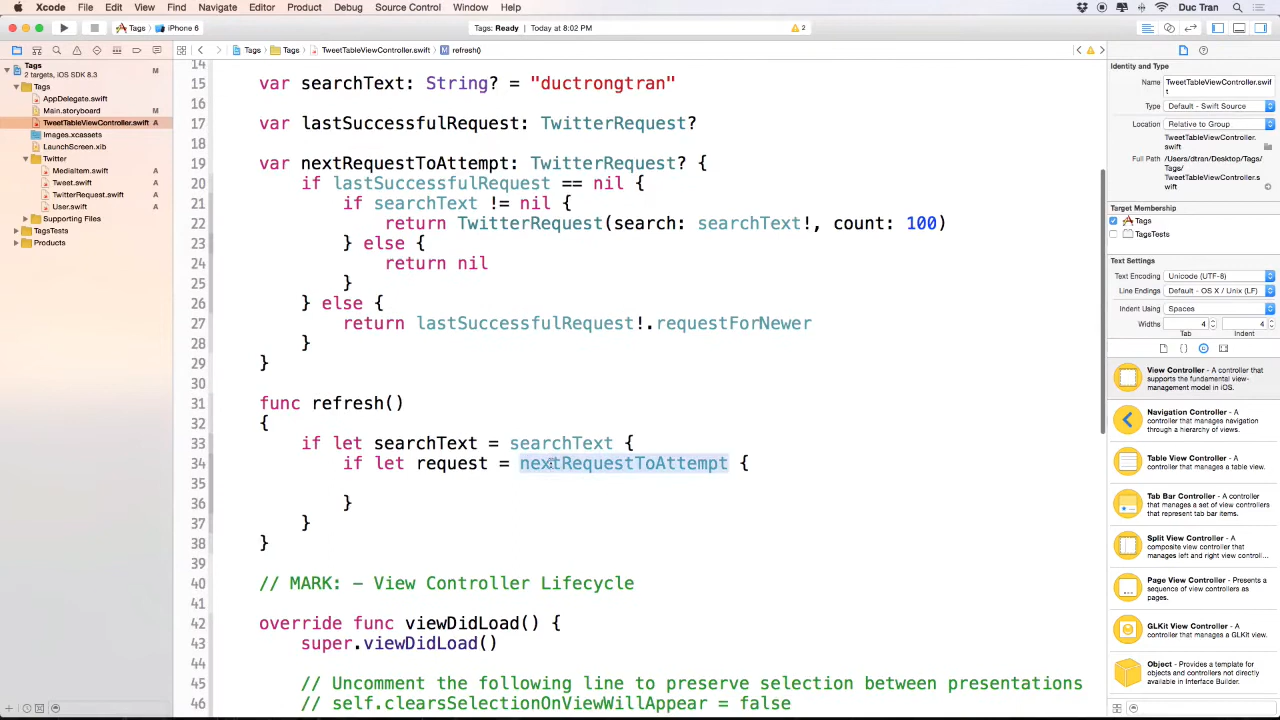 Xcode File Edit View Find Navigate Editor Product Debug Source Control Window Help
Duc Tran
Tags iPhone 6
Tags: Ready | Today at 8:02 PM
2
Tags Tags TweetTableViewController.swift refresh()
Tags
2 targets, iOS SDK 8.3
M
Tags
AppDelegate.swift
Main.storyboard M
TweetTableViewController.swift A
Images.xcassets
LaunchScreen.xib
Twitter
MediaItem.swift A
Tweet.swift A
TwitterRequest.swift A
User.swift A
Supporting Files
TagsTests
Products
14
15 var searchText: String? = "ductrongtran"
16
17 var lastSuccessfulRequest: TwitterRequest?
18
19 var nextRequestToAttempt: TwitterRequest? {
20 if lastSuccessfulRequest == nil {
21 if searchText != nil {
22 return TwitterRequest(search: searchText!, count: 100)
23 } else {
24 return nil
25 }
26 } else {
27 return lastSuccessfulRequest!.requestForNewer
28 }
29 }
30
31 func refresh()
32 {
33 if let searchText = searchText {
34 if let request = nextRequestToAttempt {
35
36 }
37 }
38 }
39
40 // MARK: - View Controller Lifecycle
41
42 override func viewDidLoad() {
43 super.viewDidLoad()
44
45 // Uncomment the following line to preserve selection between presentations
46 // self.clearsSelectionOnViewWillAppear = false
Identity and Type
Name TweetTableViewController.swif
t
Type Default - Swift Source
Location Relative to Group
TweetTableViewController.
swift
Full Path /Users/dtran/Desktop/Tags/
Tags/
TweetTableViewController.s
wift
Target Membership
Tags
TagsTests
Text Settings
Text Encoding Unicode (UTF-8)
Line Endings Default - OS X / Unix (LF)
Indent Using Spaces
Widths 4 4
Tab Indent
View Controller - A controller that
supports the fundamental view-
management model in iOS.
Navigation Controller - A
controller that manages navigation
through a hierarchy of views.
Table View Controller - A
controller that manages a table view.
Tab Bar Controller - A controller
that manages a set of view controllers
that represent tab bar items.
Split View Controller - A
composite view controller that
manages left and right view controll...
Page View Controller - Presents a
sequence of view controllers as
pages.
GLKit View Controller - A
controller that manages a GLKit view.
Object - Provides a template for
objects and controllers not directly
available in Interface Builder.